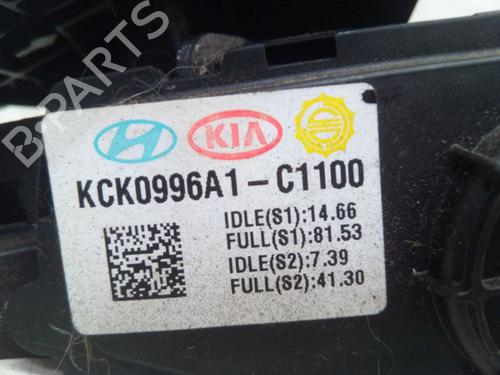 B-PARTS
KIA
KCK0996A1-C1100
IDLE(S1):14.66
FULL(S1):81.53
IDLE(S2):7.39
FULL(S2):41.30